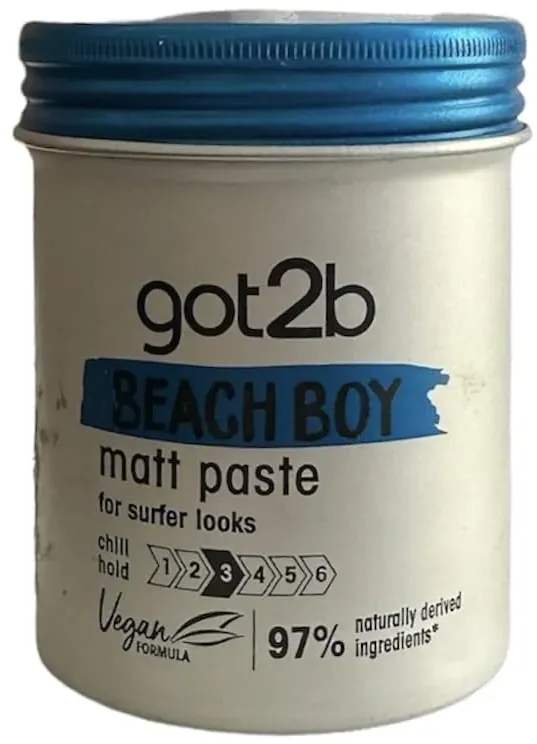 got2b
BEACH BOY
matt paste
for surfer looks
chill
hold
1 2 3 4 5 6
Vegan
FORMULA
97%
naturally derived
ingredients*